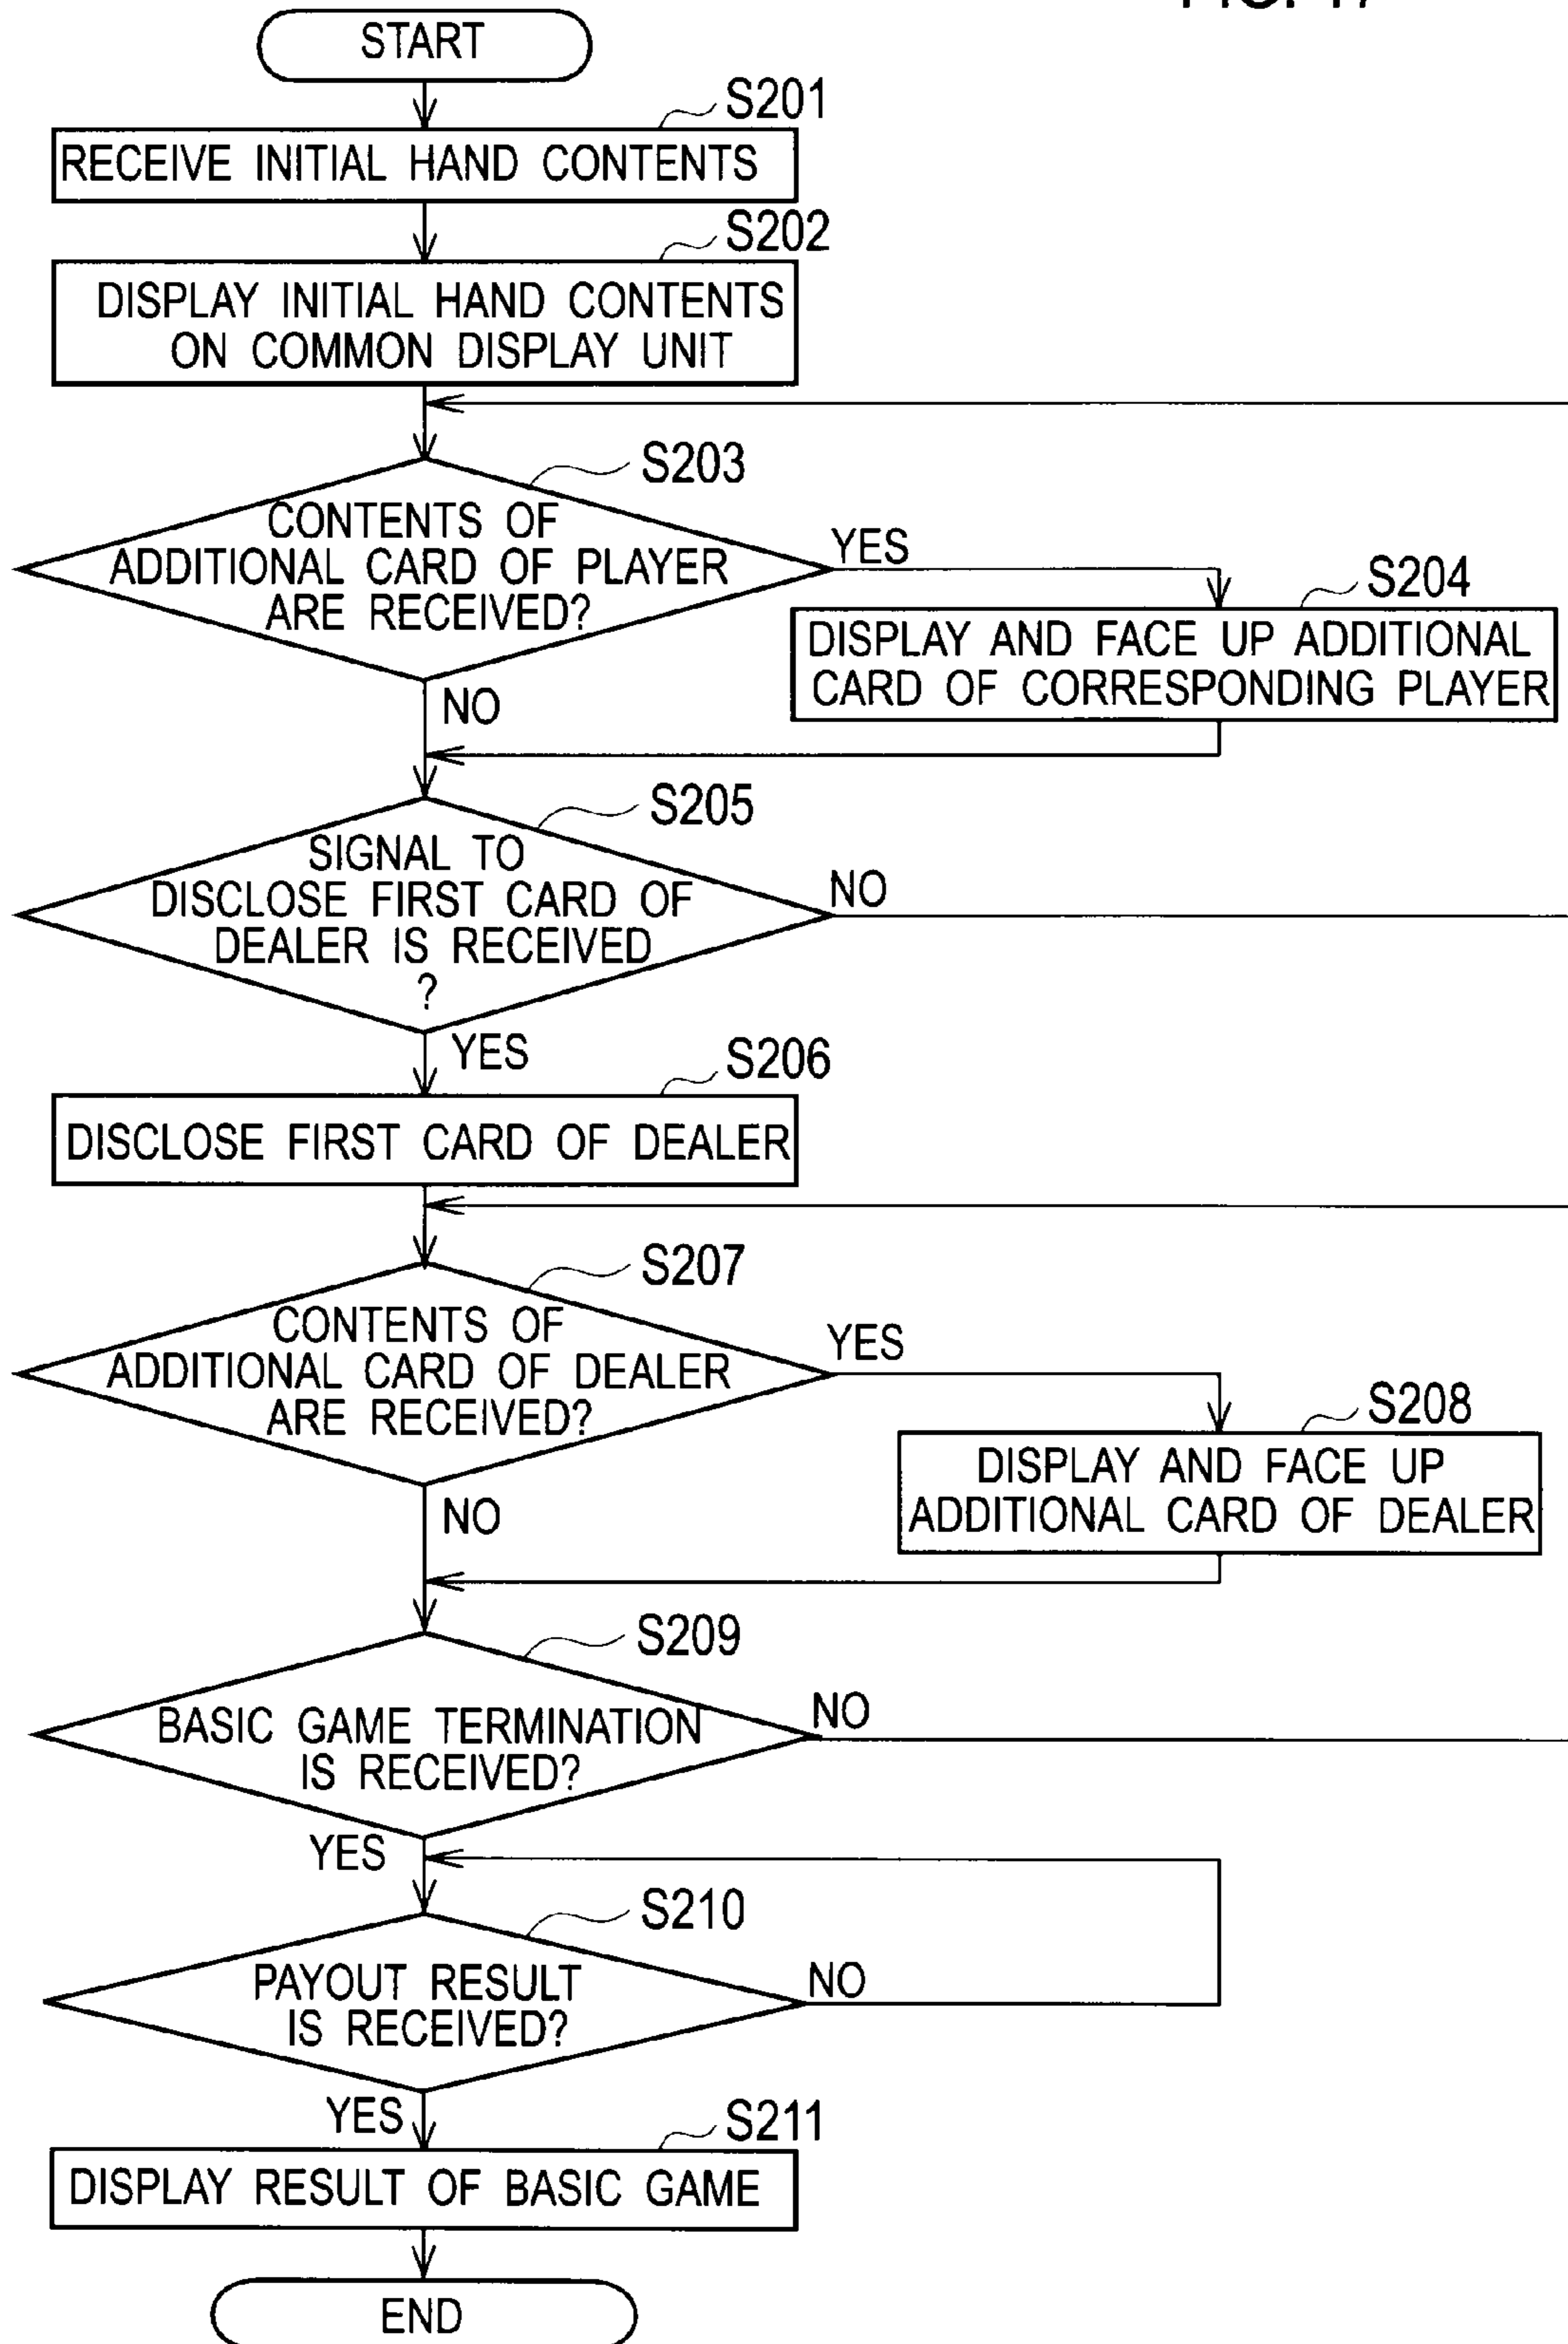 START
S201
RECEIVE INITIAL HAND CONTENTS
S202
DISPLAY INITIAL HAND CONTENTS
ON COMMON DISPLAY UNIT
S203
CONTENTS OF
ADDITIONAL CARD OF PLAYER
ARE RECEIVED?
YES
S204
DISPLAY AND FACE UP ADDITIONAL
CARD OF CORRESPONDING PLAYER
NO
S205
SIGNAL TO
DISCLOSE FIRST CARD OF
DEALER IS RECEIVED
?
NO
YES
S206
DISCLOSE FIRST CARD OF DEALER
S207
CONTENTS OF
ADDITIONAL CARD OF DEALER
ARE RECEIVED?
YES
S208
DISPLAY AND FACE UP
ADDITIONAL CARD OF DEALER
NO
S209
BASIC GAME TERMINATION
IS RECEIVED?
NO
YES
S210
PAYOUT RESULT
IS RECEIVED?
NO
YES
S211
DISPLAY RESULT OF BASIC GAME
END